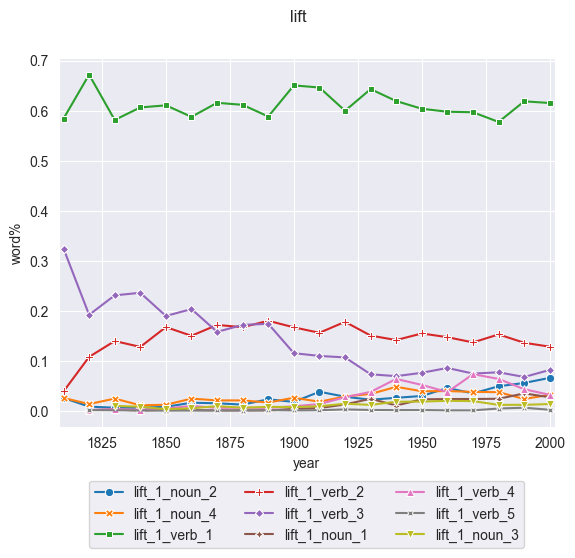 lift
0.7
0.6
0.5
0.4
0.3
0.2
0.1
0.0
word%
1825 1850 1875 1900 1925 1950 1975 2000
year
lift_1_noun_2 lift_1_verb_2 lift_1_verb_4
lift_1_noun_4 lift_1_verb_3 lift_1_verb_5
lift_1_verb_1 lift_1_noun_1 lift_1_noun_3